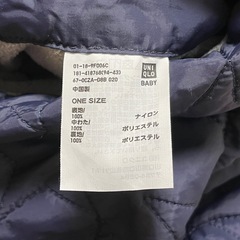 UNI
QLO
BABY
01-18-9F006C
181-418768(94-03)
67-0CZA-08B 020
中国製
ONE SIZE
表地/
100% ナイロン
中わた/
100% ポリエステル
裏地/
100% ポリエステル